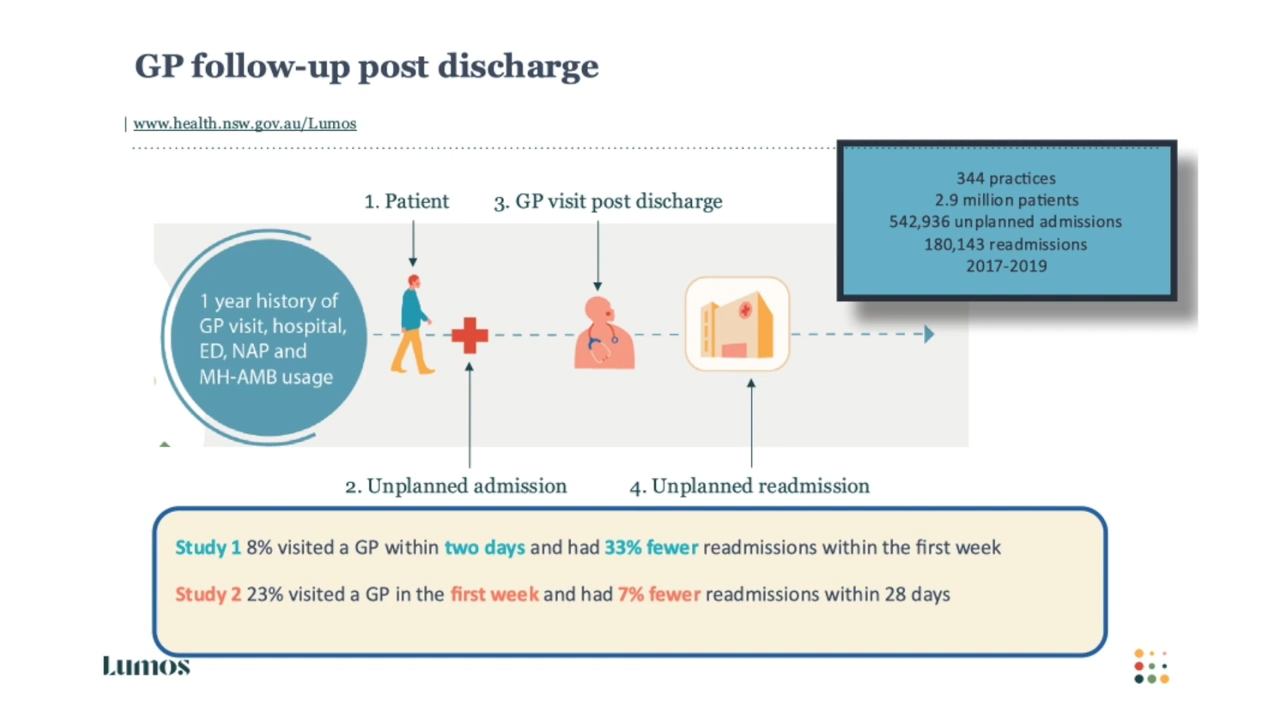 GP follow-up post discharge
| www.health.nsw.gov.au/Lumos
344 practices
2.9 million patients
542,936 unplanned admissions
180,143 readmissions
2017-2019
1. Patient
3. GP visit post discharge
1 year history of
GP visit, hospital,
ED, NAP and
MH-AMB usage
2. Unplanned admission
4. Unplanned readmission
Study 1 8% visited a GP within two days and had 33% fewer readmissions within the first week
Study 2 23% visited a GP in the first week and had 7% fewer readmissions within 28 days
Lumos